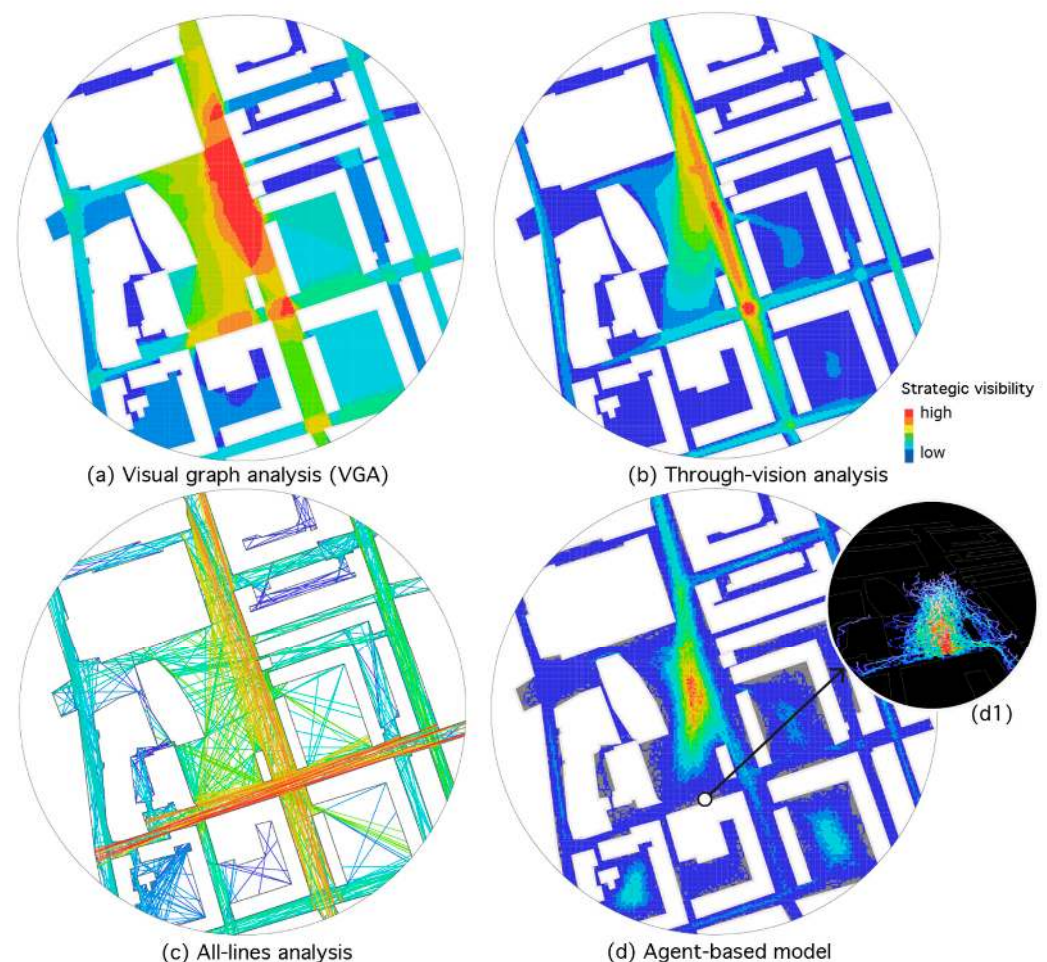 Strategic visibility
high
low
(a) Visual graph analysis (VGA)
(b) Through-vision analysis
(d1)
(c) All-lines analysis
(d) Agent-based model